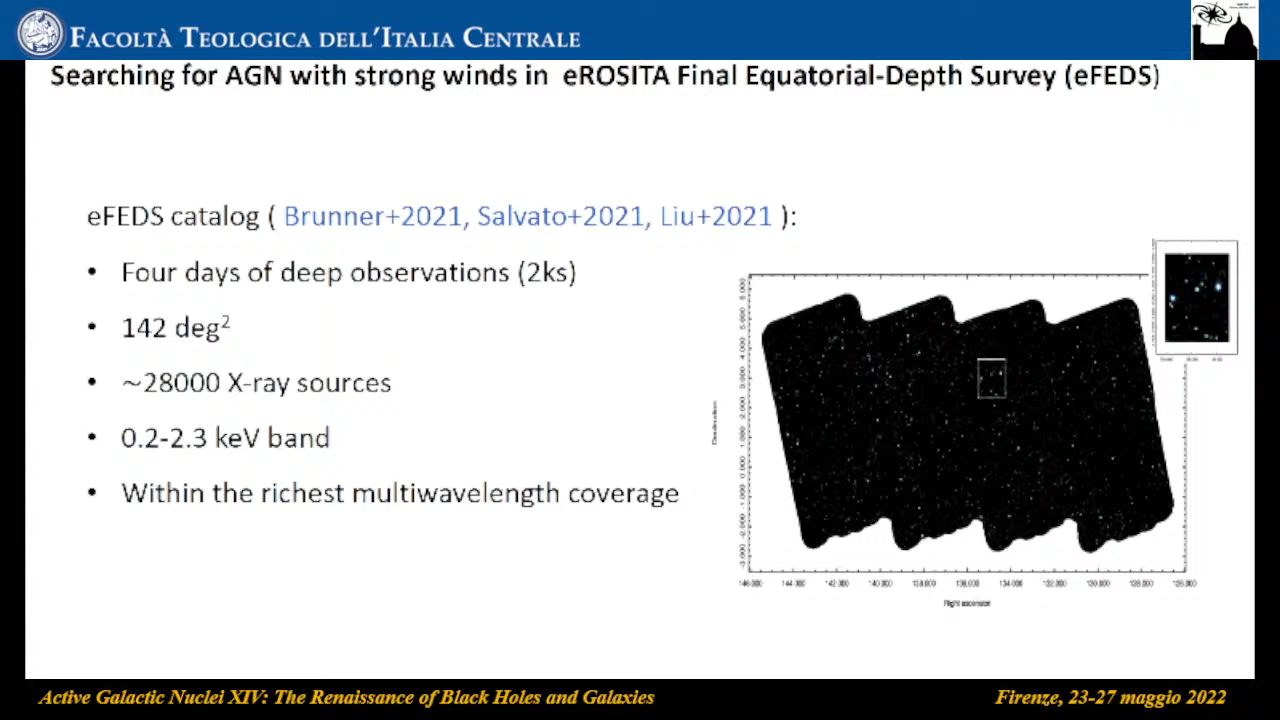 FACOLTÀ TEOLOGICA DELL'ITALIA CENTRALE
Searching for AGN with strong winds in eROSITA Final Equatorial-Depth Survey (eFEDS)
eFEDS catalog ( Brunner+2021, Salvato+2021, Liu+2021 ):
• Four days of deep observations (2ks)
• 142 deg²
• ~28000 X-ray sources
• 0.2-2.3 keV band
• Within the richest multiwavelength coverage
Right ascension
Active Galactic Nuclei XIV: The Renaissance of Black Holes and Galaxies
Firenze, 23-27 maggio 2022